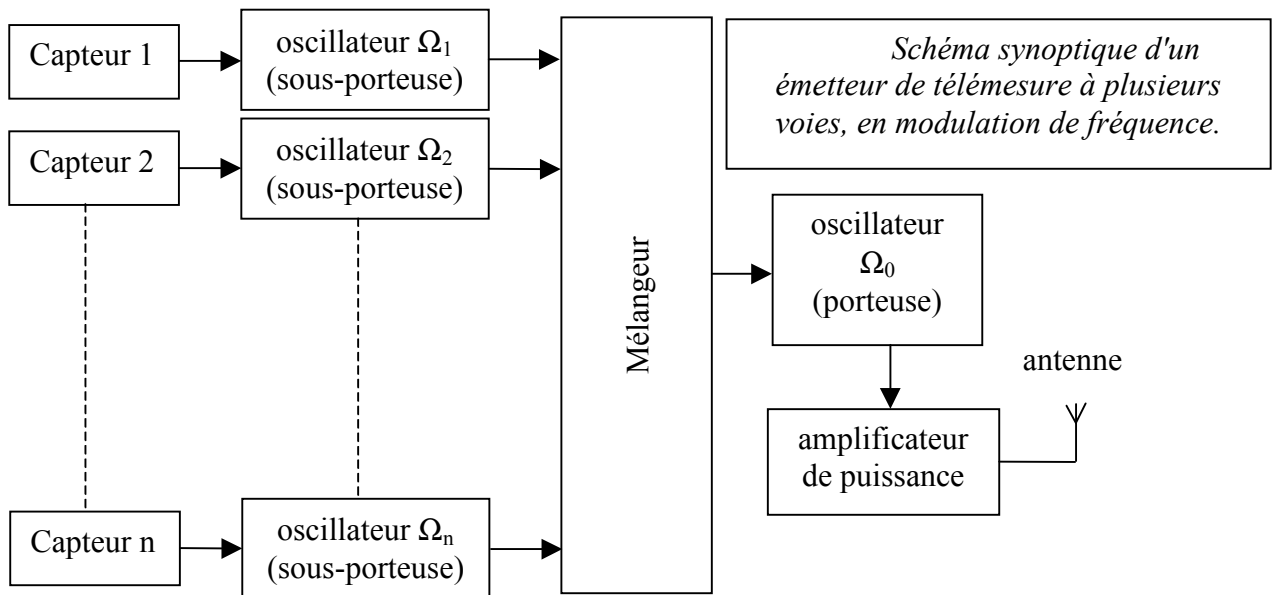 Capteur 1
oscillateur Ω₁
(sous-porteuse)
Capteur 2
oscillateur Ω₂
(sous-porteuse)
Capteur n
oscillateur Ωₙ
(sous-porteuse)
Mélangeur
Schéma synoptique d'un
émetteur de télémesure à plusieurs
voies, en modulation de fréquence.
oscillateur
Ω₀
(porteuse)
antenne
amplificateur
de puissance